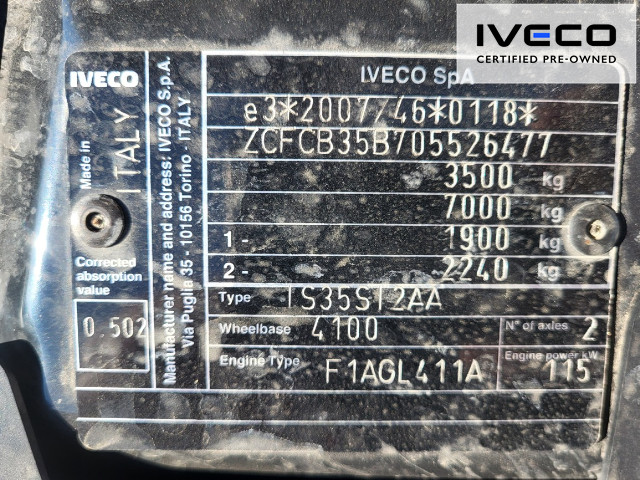 IVECO
CERTIFIED PRE-OWNED
IVECO
IVECO SpA
e3*2007/46*0118*
ZCFCB35B705526477
3500 kg
7000 kg
1- 1900 kg
2- 2240 kg
Type TS35ST2AA
Wheelbase 4100 N° of axles 2
Engine Type F1AGL411A Engine power kW 115
Made in ITALY
Corrected absorption value
0.502
Manufacturer name and address: IVECO S.p.A.
Via Puglia 35 - 10156 Torino - ITALY